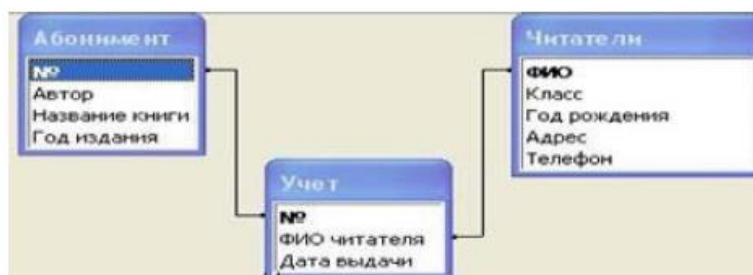 Абонимент
№
Автор
Название книги
Год издания
Читатели
ФИО
Класс
Год рождения
Адрес
Телефон
Учет
№
ФИО читателя
Дата выдачи